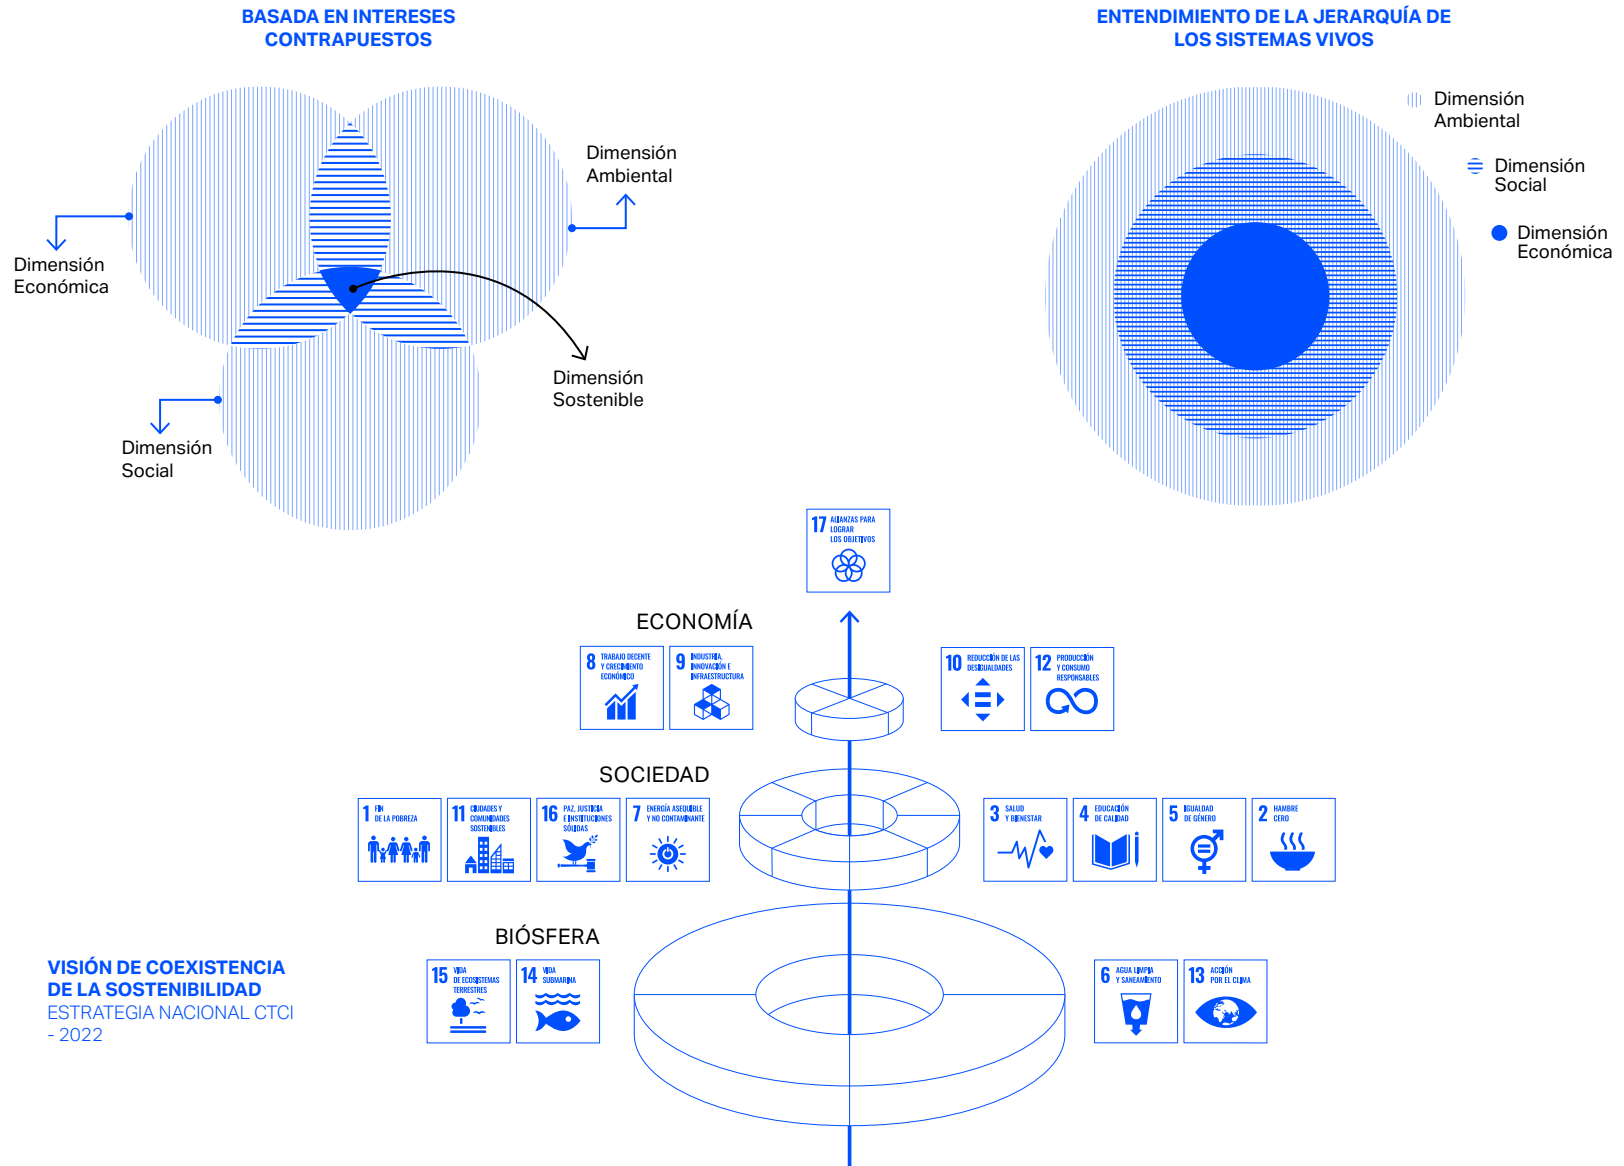 BASADA EN INTERESES
CONTRAPUESTOS
ENTENDIMIENTO DE LA JERARQUÍA DE
LOS SISTEMAS VIVOS
Dimensión
Económica
Dimensión
Ambiental
Dimensión
Sostenible
Dimensión
Social
Dimensión
Ambiental
Dimensión
Social
Dimensión
Económica
17 ALIANZAS PARA
LOGRAR
LOS OBJETIVOS
ECONOMÍA
8 TRABAJO DECENTE
Y CRECIMIENTO
ECONÓMICO
9 INDUSTRIA,
INNOVACIÓN E
INFRAESTRUCTURA
10 REDUCCIÓN DE LAS
DESIGUALDADES
12 PRODUCCIÓN
Y CONSUMO
RESPONSABLES
SOCIEDAD
1 FIN
DE LA POBREZA
11 CIUDADES Y
COMUNIDADES
SOSTENIBLES
16 PAZ, JUSTICIA
E INSTITUCIONES
SÓLIDAS
7 ENERGÍA ASEQUIBLE
Y NO CONTAMINANTE
3 SALUD
Y BIENESTAR
4 EDUCACIÓN
DE CALIDAD
5 IGUALDAD
DE GÉNERO
2 HAMBRE
CERO
BIÓSFERA
15 VIDA
DE ECOSISTEMAS
TERRESTRES
14 VIDA
SUBMARINA
6 AGUA LIMPIA
Y SANEAMIENTO
13 ACCIÓN
POR EL CLIMA
VISIÓN DE COEXISTENCIA
DE LA SOSTENIBILIDAD
ESTRATEGIA NACIONAL CTCI
- 2022